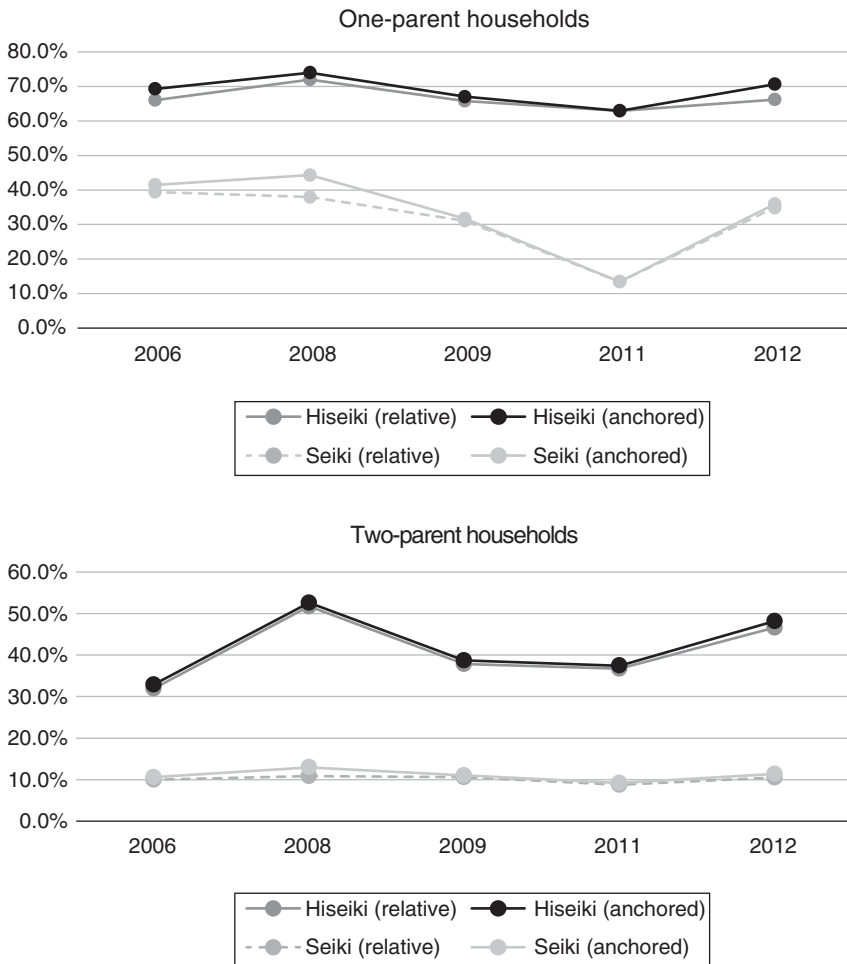 One-parent households
80.0%
70.0%
60.0%
50.0%
40.0%
30.0%
20.0%
10.0%
0.0%
2006 2008 2009 2011 2012
Hiseiki (relative) Hiseiki (anchored)
Seiki (relative) Seiki (anchored)
Two-parent households
60.0%
50.0%
40.0%
30.0%
20.0%
10.0%
0.0%
2006 2008 2009 2011 2012
Hiseiki (relative) Hiseiki (anchored)
Seiki (relative) Seiki (anchored)